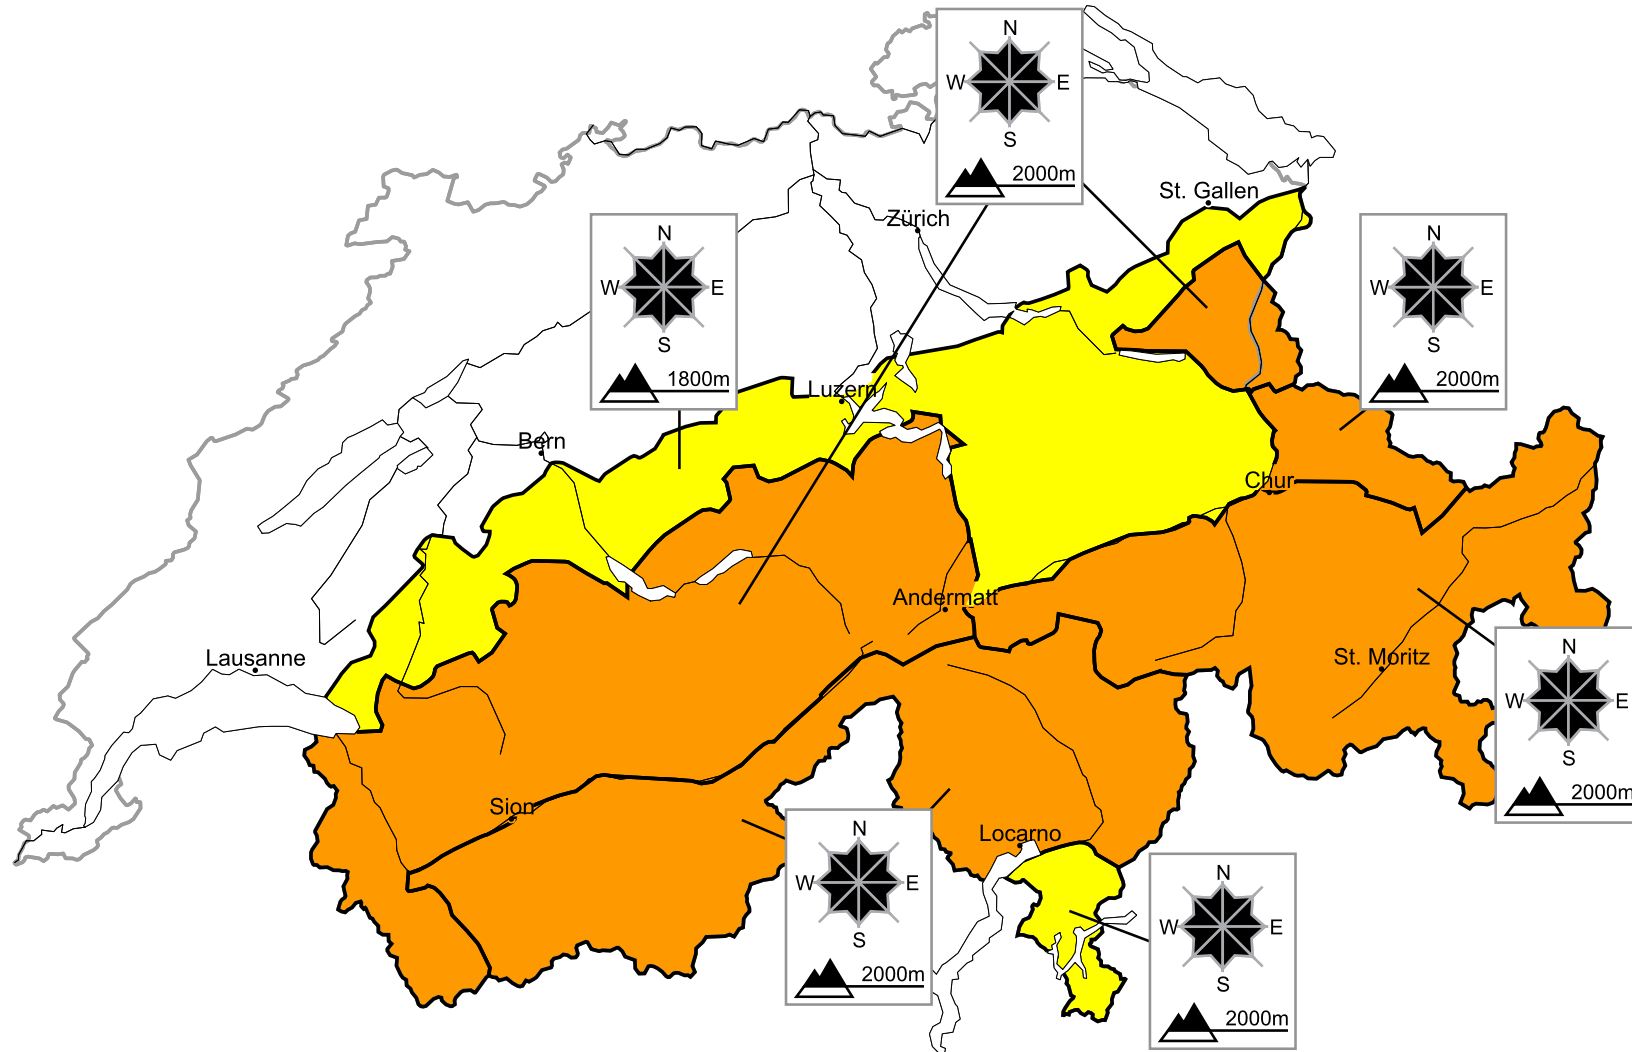 N
W E
S
2000m
St. Gallen
Zürich
N
W E
S
1800m
N
W E
S
2000m
Luzern
Bern
Chur
Andermatt
Lausanne
St. Moritz
N
W E
S
2000m
Sion
Locarno
N
W E
S
2000m
N
W E
S
2000m